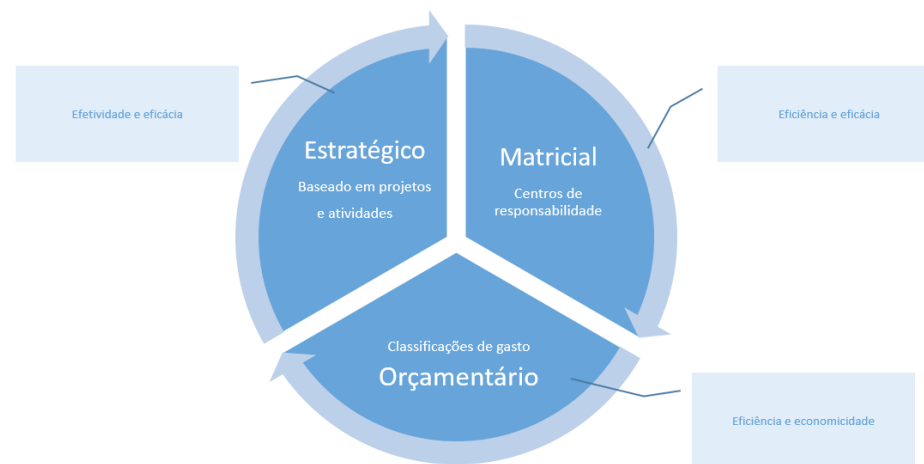 Efetividade e eficácia
Estratégico
Baseado em projetos
e atividades
Matricial
Centros de
responsabilidade
Eficiência e eficácia
Classificações de gasto
Orçamentário
Eficiência e economicidade